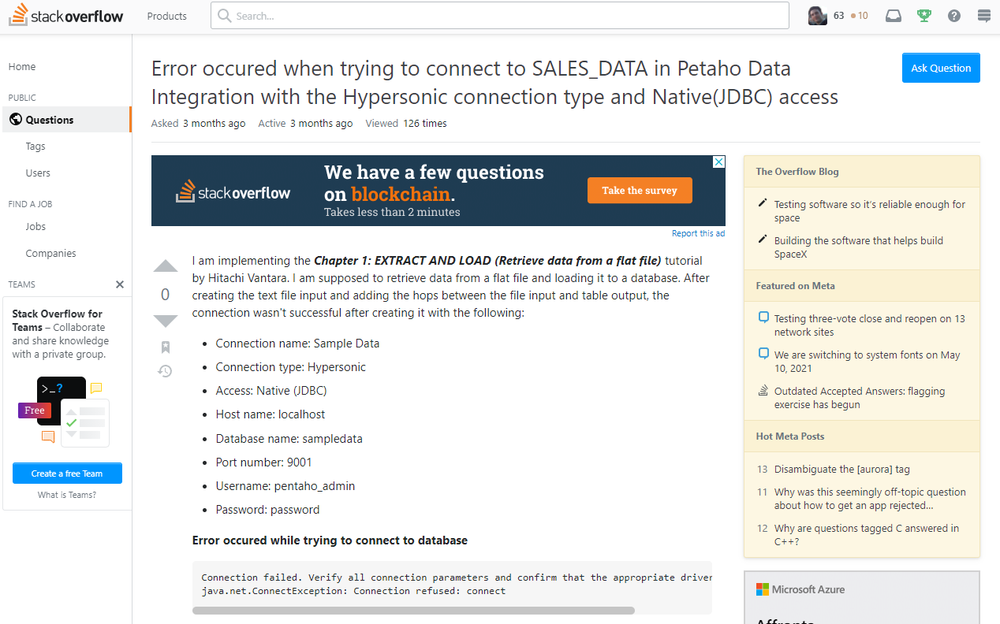 stack overflow
Products
Search...
63
10
Home
PUBLIC
Questions
Tags
Users
FIND A JOB
Jobs
Companies
TEAMS
Stack Overflow for
Teams – Collaborate
and share knowledge
with a private group.
>_?
Free
Create a free Team
What is Teams?
Error occured when trying to connect to SALES_DATA in Petaho Data
Integration with the Hypersonic connection type and Native(JDBC) access
Ask Question
Asked 3 months ago Active 3 months ago Viewed 126 times
stackoverflow
We have a few questions
on blockchain.
Takes less than 2 minutes
Take the survey
Report this ad
0
I am implementing the Chapter 1: EXTRACT AND LOAD (Retrieve data from a flat file) tutorial
by Hitachi Vantara. I am supposed to retrieve data from a flat file and loading it to a database. After
creating the text file input and adding the hops between the file input and table output, the
connection wasn't successful after creating it with the following:
• Connection name: Sample Data
• Connection type: Hypersonic
• Access: Native (JDBC)
• Host name: localhost
• Database name: sampledata
• Port number: 9001
• Username: pentaho_admin
• Password: password
Error occured while trying to connect to database
Connection failed. Verify all connection parameters and confirm that the appropriate driver
java.net.ConnectException: Connection refused: connect
The Overflow Blog
Testing software so it's reliable enough for
space
Building the software that helps build
SpaceX
Featured on Meta
Testing three-vote close and reopen on 13
network sites
We are switching to system fonts on May
10, 2021
Outdated Accepted Answers: flagging
exercise has begun
Hot Meta Posts
13 Disambiguate the [aurora] tag
11 Why was this seemingly off-topic question
about how to get an app rejected...
12 Why are questions tagged C answered in
C++?
Microsoft Azure